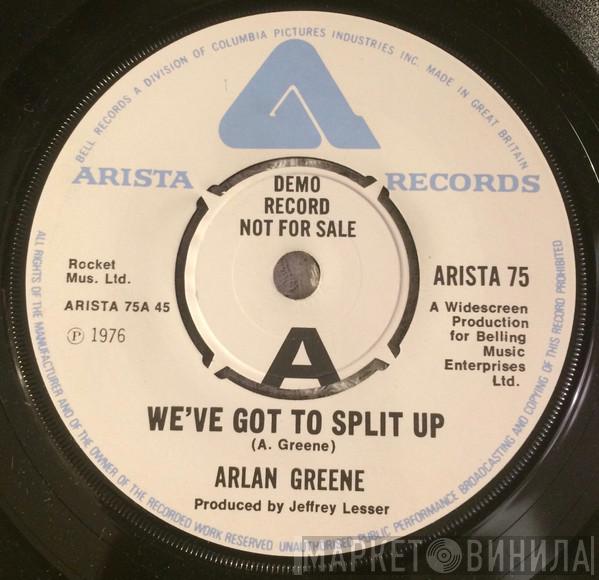 BELL RECORDS A DIVISION OF COLUMBIA PICTURES INDUSTRIES INC. MADE IN GREAT BRITAIN
ARISTA RECORDS
DEMO
RECORD
NOT FOR SALE
Rocket
Mus. Ltd.
ARISTA 75A 45
Ⓟ 1976
ARISTA 75
A Widescreen
Production
for Belling
Music
Enterprises
Ltd.
A
WE'VE GOT TO SPLIT UP
(A. Greene)
ARLAN GREENE
Produced by Jeffrey Lesser
ALL RIGHTS OF THE MANUFACTURER AND OF THE OWNER OF THE RECORDED WORK RESERVED UNAUTHORISED PUBLIC PERFORMANCE BROADCASTING AND COPYING OF THIS RECORD PROHIBITED
МАРКЕТ ВИНИЛА